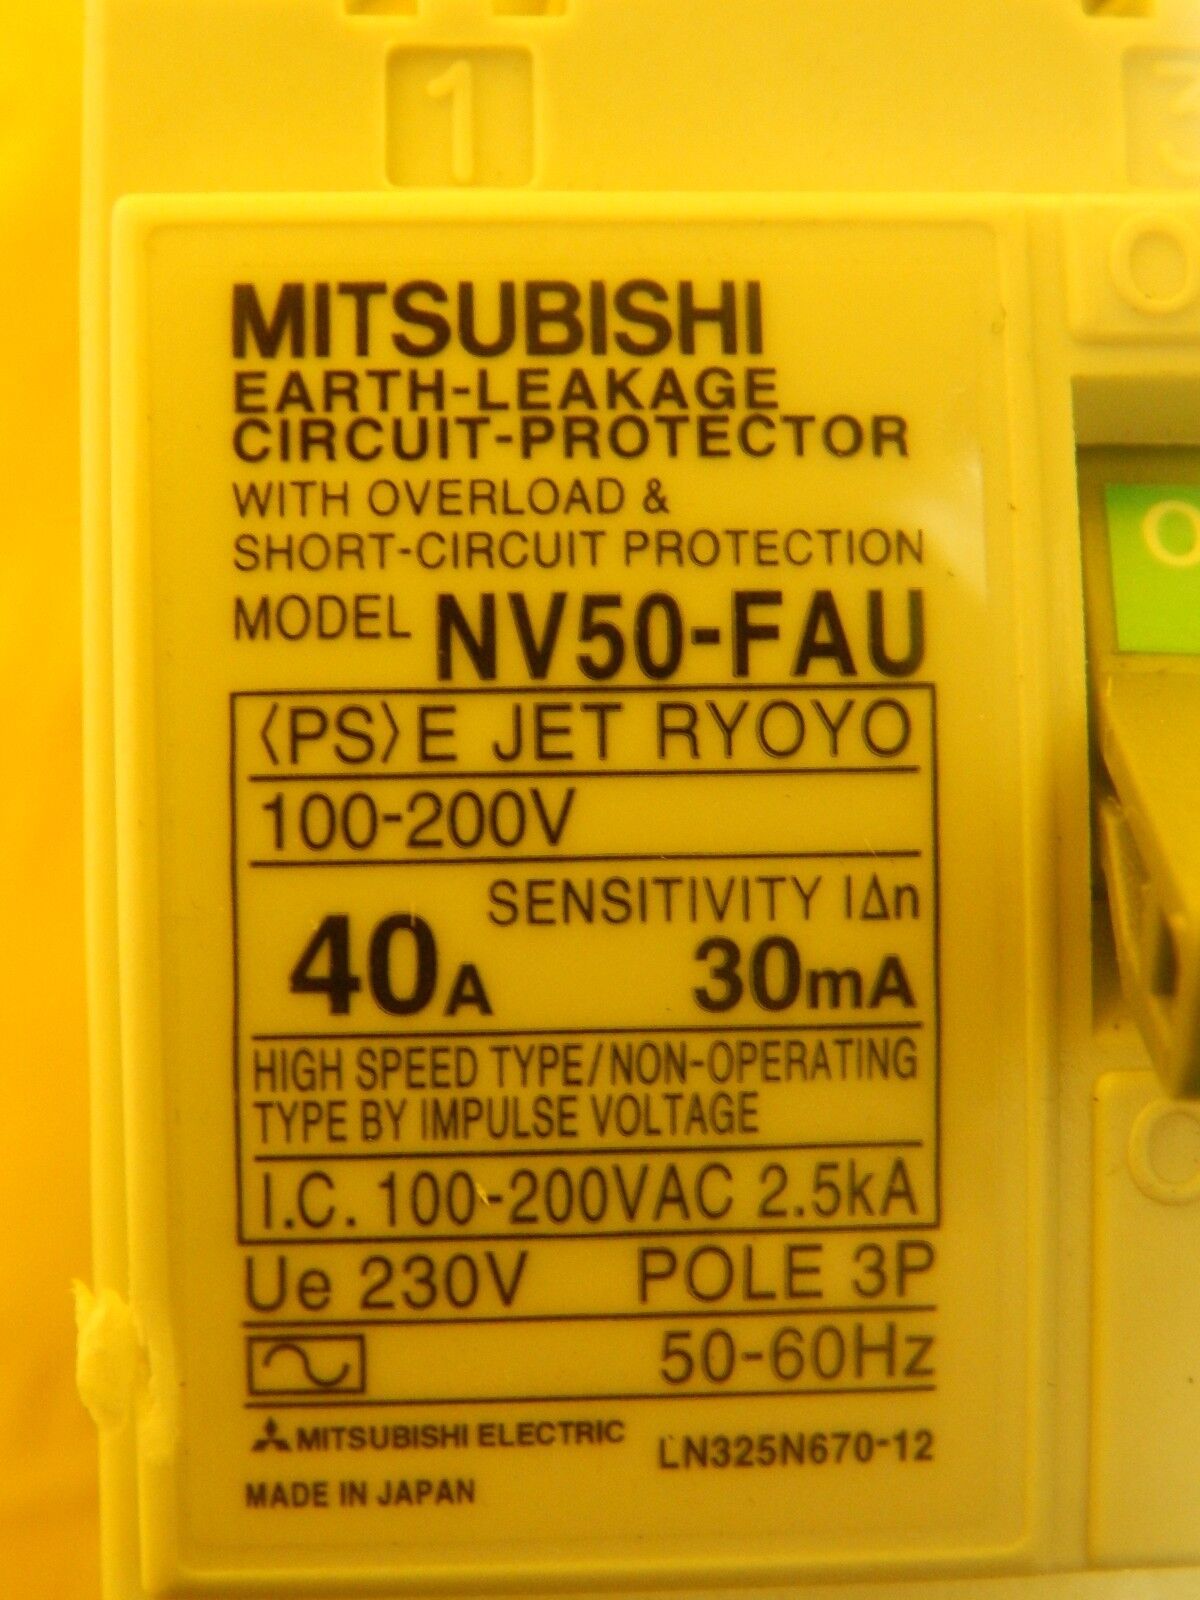 1
3
MITSUBISHI
EARTH-LEAKAGE
CIRCUIT-PROTECTOR
WITH OVERLOAD &
SHORT-CIRCUIT PROTECTION
MODEL NV50-FAU
〈PS〉E JET RYOYO
100-200V
SENSITIVITY I∆n
40A 30mA
HIGH SPEED TYPE/NON-OPERATING
TYPE BY IMPULSE VOLTAGE
I.C. 100-200VAC 2.5kA
Ue 230V POLE 3P
50-60Hz
MITSUBISHI ELECTRIC LN325N670-12
MADE IN JAPAN